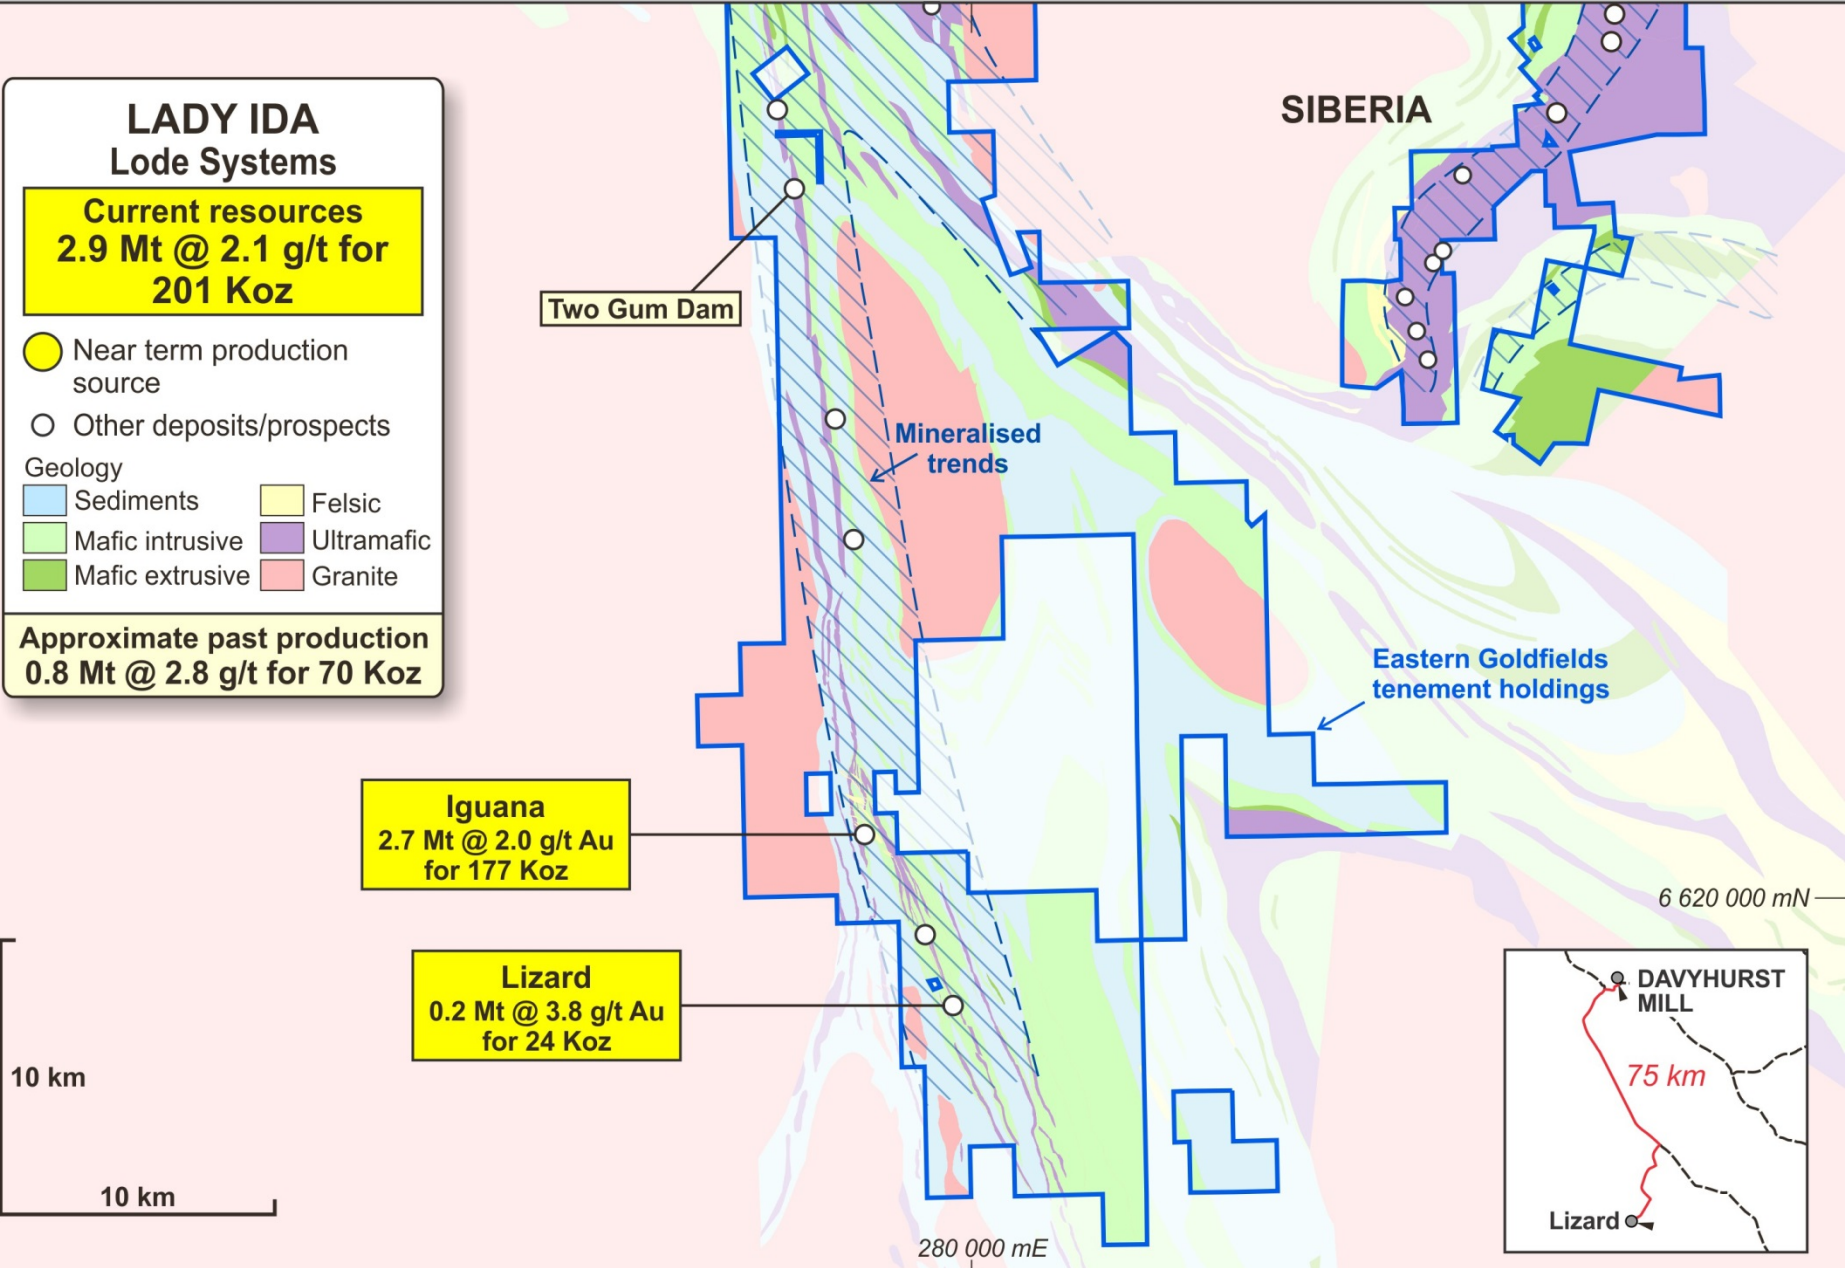 LADY IDA
Lode Systems
Current resources
2.9 Mt @ 2.1 g/t for
201 Koz
Near term production
source
Other deposits/prospects
Geology
Sediments
Felsic
Mafic intrusive
Ultramafic
Mafic extrusive
Granite
Approximate past production
0.8 Mt @ 2.8 g/t for 70 Koz
SIBERIA
Two Gum Dam
Mineralised
trends
Eastern Goldfields
tenement holdings
Iguana
2.7 Mt @ 2.0 g/t Au
for 177 Koz
Lizard
0.2 Mt @ 3.8 g/t Au
for 24 Koz
6 620 000 mN
280 000 mE
10 km
10 km
DAVYHURST
MILL
75 km
Lizard